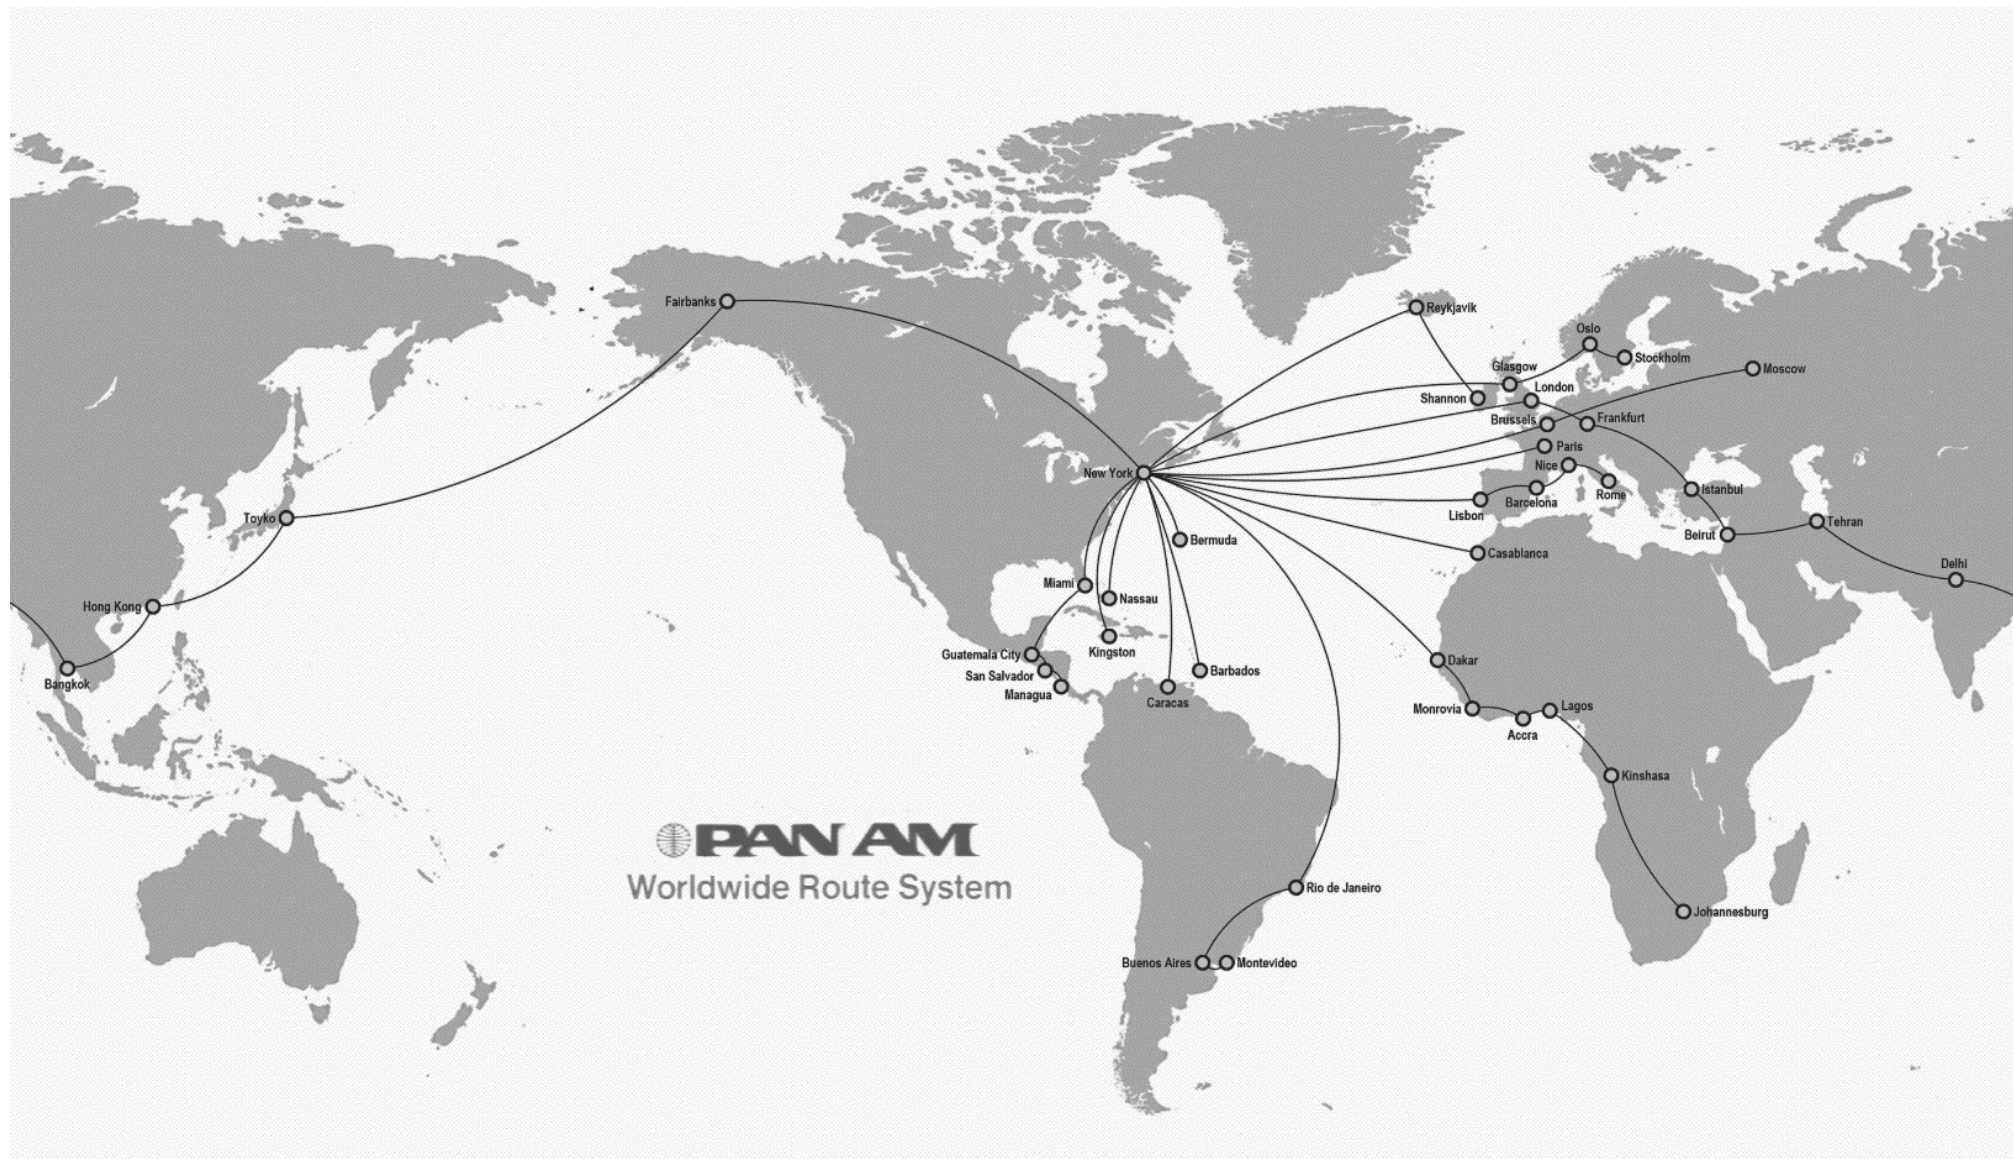 Fairbanks
Reykjavik
Oslo
Stockholm
Glasgow
Moscow
London
Shannon
Brussels
Frankfurt
Paris
Nice
New York
Istanbul
Rome
Barcelona
Lisbon
Toyko
Tehran
Beirut
Bermuda
Casablanca
Delhi
Miami
Nassau
Hong Kong
Kingston
Guatemala City
Dakar
San Salvador
Barbados
Bangkok
Managua
Caracas
Monrovia
Lagos
Accra
Kinshasa
PAN AM
Worldwide Route System
Rio de Janeiro
Johannesburg
Buenos Aires
Montevideo